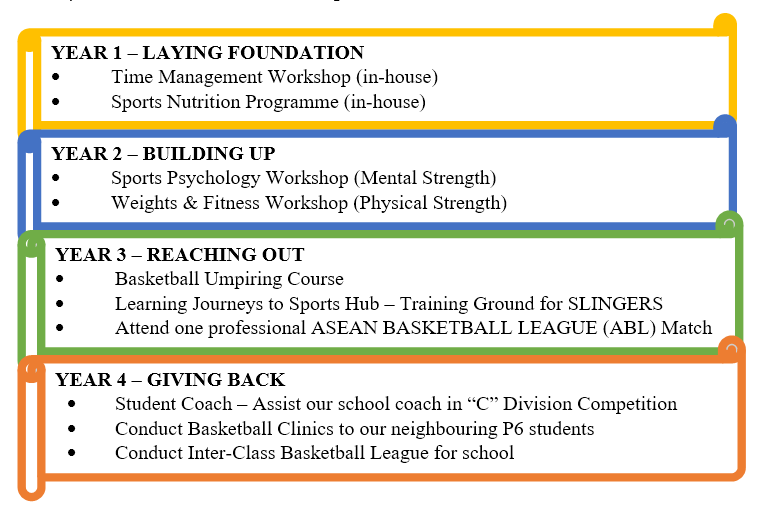 YEAR 1 – LAYING FOUNDATION
• Time Management Workshop (in-house)
• Sports Nutrition Programme (in-house)
YEAR 2 – BUILDING UP
• Sports Psychology Workshop (Mental Strength)
• Weights & Fitness Workshop (Physical Strength)
YEAR 3 – REACHING OUT
• Basketball Umpiring Course
• Learning Journeys to Sports Hub – Training Ground for SLINGERS
• Attend one professional ASEAN BASKETBALL LEAGUE (ABL) Match
YEAR 4 – GIVING BACK
• Student Coach – Assist our school coach in “C” Division Competition
• Conduct Basketball Clinics to our neighbouring P6 students
• Conduct Inter-Class Basketball League for school